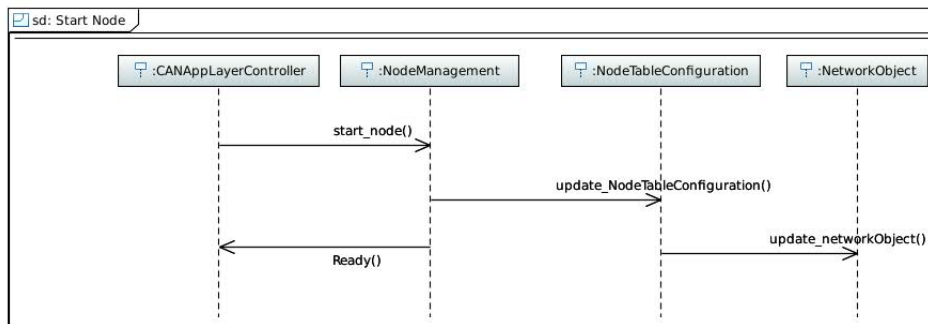 sd: Start Node
:CANAppLayerController
:NodeManagement
:NodeTableConfiguration
:NetworkObject
start_node()
update_NodeTableConfiguration()
update_networkObject()
Ready()